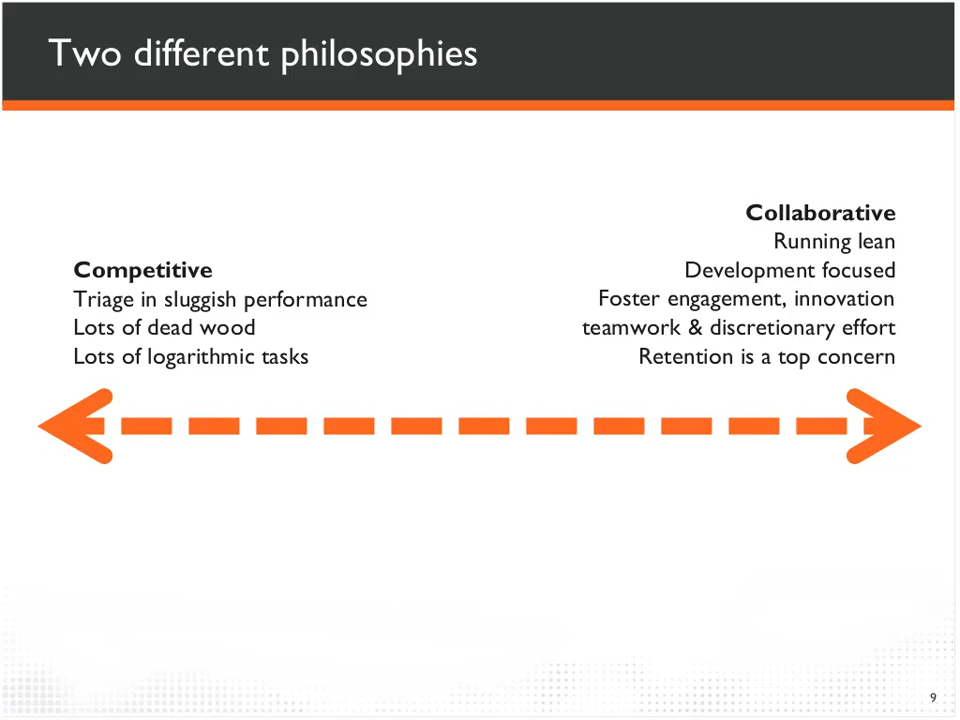 Two different philosophies
Competitive
Triage in sluggish performance
Lots of dead wood
Lots of logarithmic tasks
Collaborative
Running lean
Development focused
Foster engagement, innovation
teamwork & discretionary effort
Retention is a top concern
9